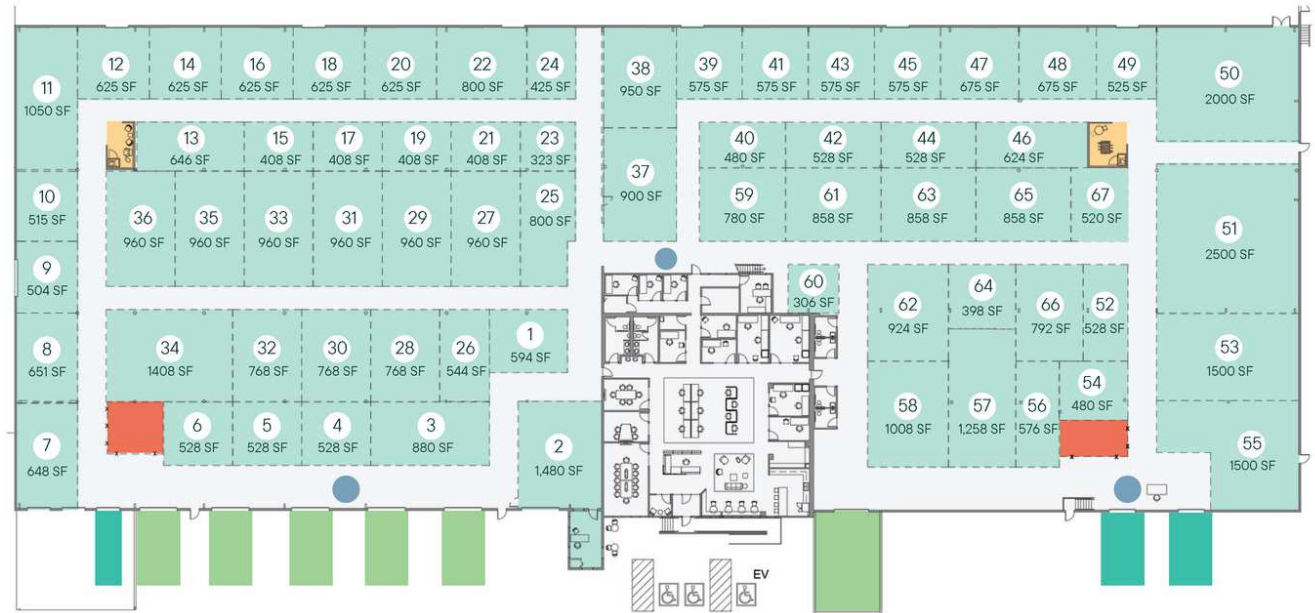 11
1050 SF
12
625 SF
14
625 SF
16
625 SF
18
625 SF
20
625 SF
22
800 SF
24
425 SF
38
950 SF
39
575 SF
41
575 SF
43
575 SF
45
575 SF
47
675 SF
48
675 SF
49
525 SF
50
2000 SF
13
646 SF
15
408 SF
17
408 SF
19
408 SF
21
408 SF
23
323 SF
40
480 SF
42
528 SF
44
528 SF
46
624 SF
10
515 SF
36
960 SF
35
960 SF
33
960 SF
31
960 SF
29
960 SF
27
960 SF
25
800 SF
37
900 SF
59
780 SF
61
858 SF
63
858 SF
65
858 SF
67
520 SF
51
2500 SF
9
504 SF
60
306 SF
62
924 SF
64
398 SF
66
792 SF
52
528 SF
8
651 SF
34
1408 SF
32
768 SF
30
768 SF
28
768 SF
26
544 SF
1
594 SF
53
1500 SF
7
648 SF
6
528 SF
5
528 SF
4
528 SF
3
880 SF
2
1,480 SF
58
1008 SF
57
1,258 SF
56
576 SF
54
480 SF
55
1500 SF
EV